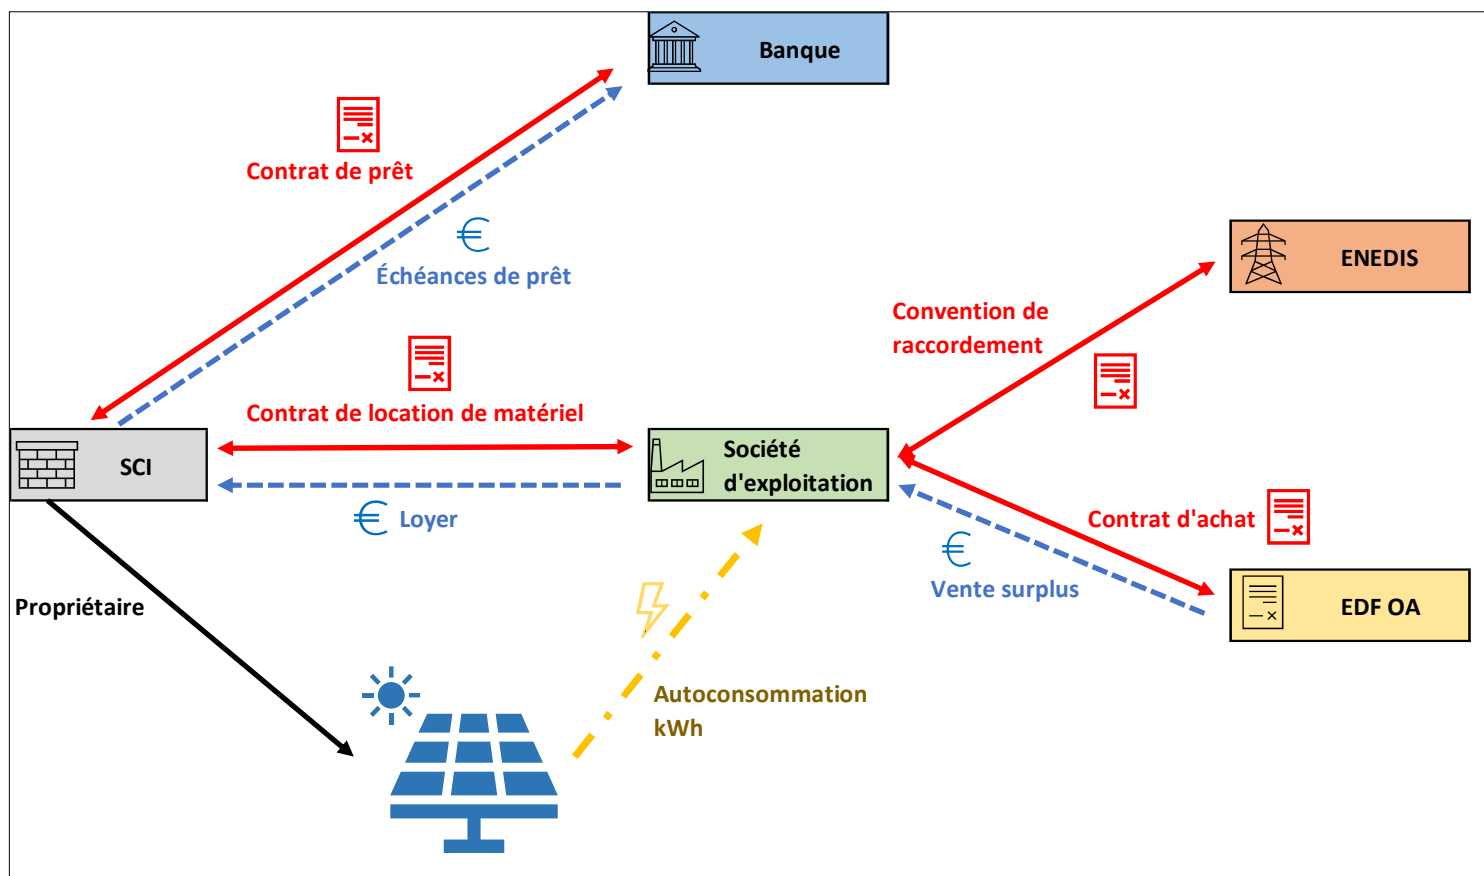 Banque
Contrat de prêt
€
Échéances de prêt
ENEDIS
Convention de
raccordement
Contrat de location de matériel
SCI
Société
d'exploitation
€ Loyer
Contrat d'achat
€
Vente surplus
EDF OA
Propriétaire
Autoconsommation
kWh